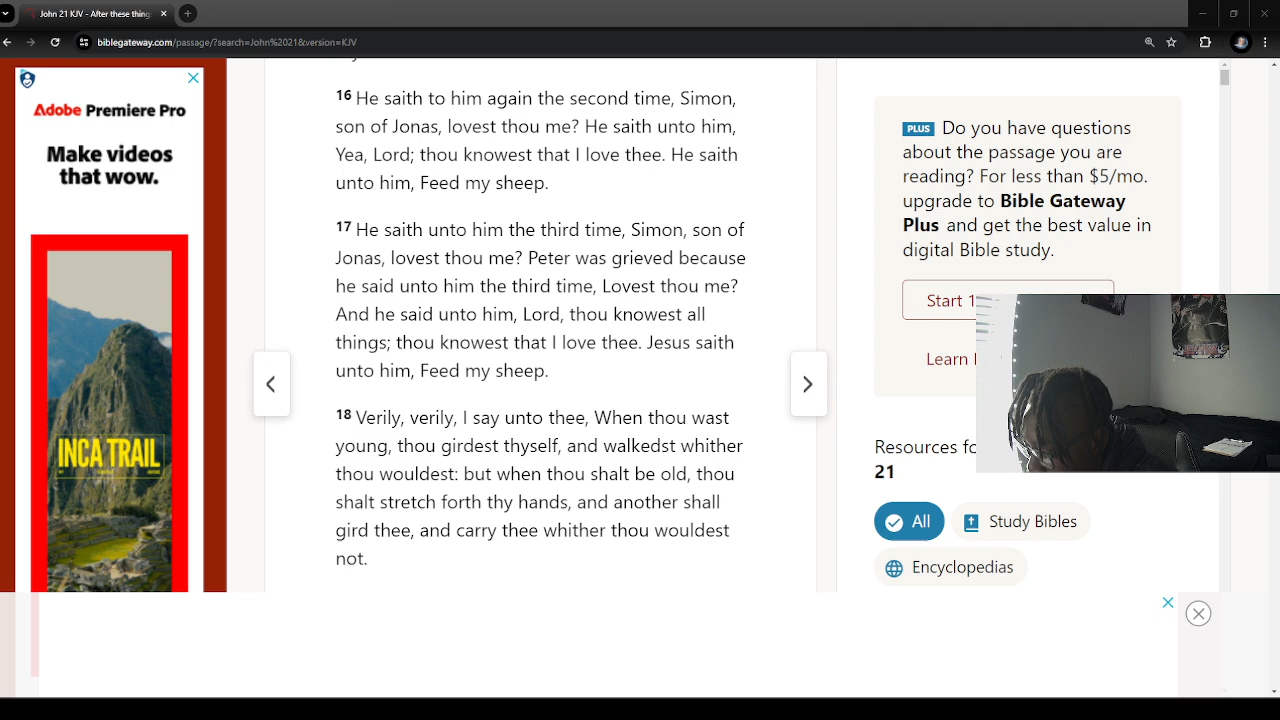 John 21 KJV - After these thing
biblegateway.com/passage/?search=John%2021&version=KJV
Adobe Premiere Pro
Make videos
that wow.
INCA TRAIL
16 He saith to him again the second time, Simon,
son of Jonas, lovest thou me? He saith unto him,
Yea, Lord; thou knowest that I love thee. He saith
unto him, Feed my sheep.
17 He saith unto him the third time, Simon, son of
Jonas, lovest thou me? Peter was grieved because
he said unto him the third time, Lovest thou me?
And he said unto him, Lord, thou knowest all
things; thou knowest that I love thee. Jesus saith
unto him, Feed my sheep.
18 Verily, verily, I say unto thee, When thou wast
young, thou girdest thyself, and walkedst whither
thou wouldest: but when thou shalt be old, thou
shalt stretch forth thy hands, and another shall
gird thee, and carry thee whither thou wouldest
not.
PLUS Do you have questions
about the passage you are
reading? For less than $5/mo.
upgrade to Bible Gateway
Plus and get the best value in
digital Bible study.
Start 1
Learn
Resources fo
21
All
Study Bibles
Encyclopedias